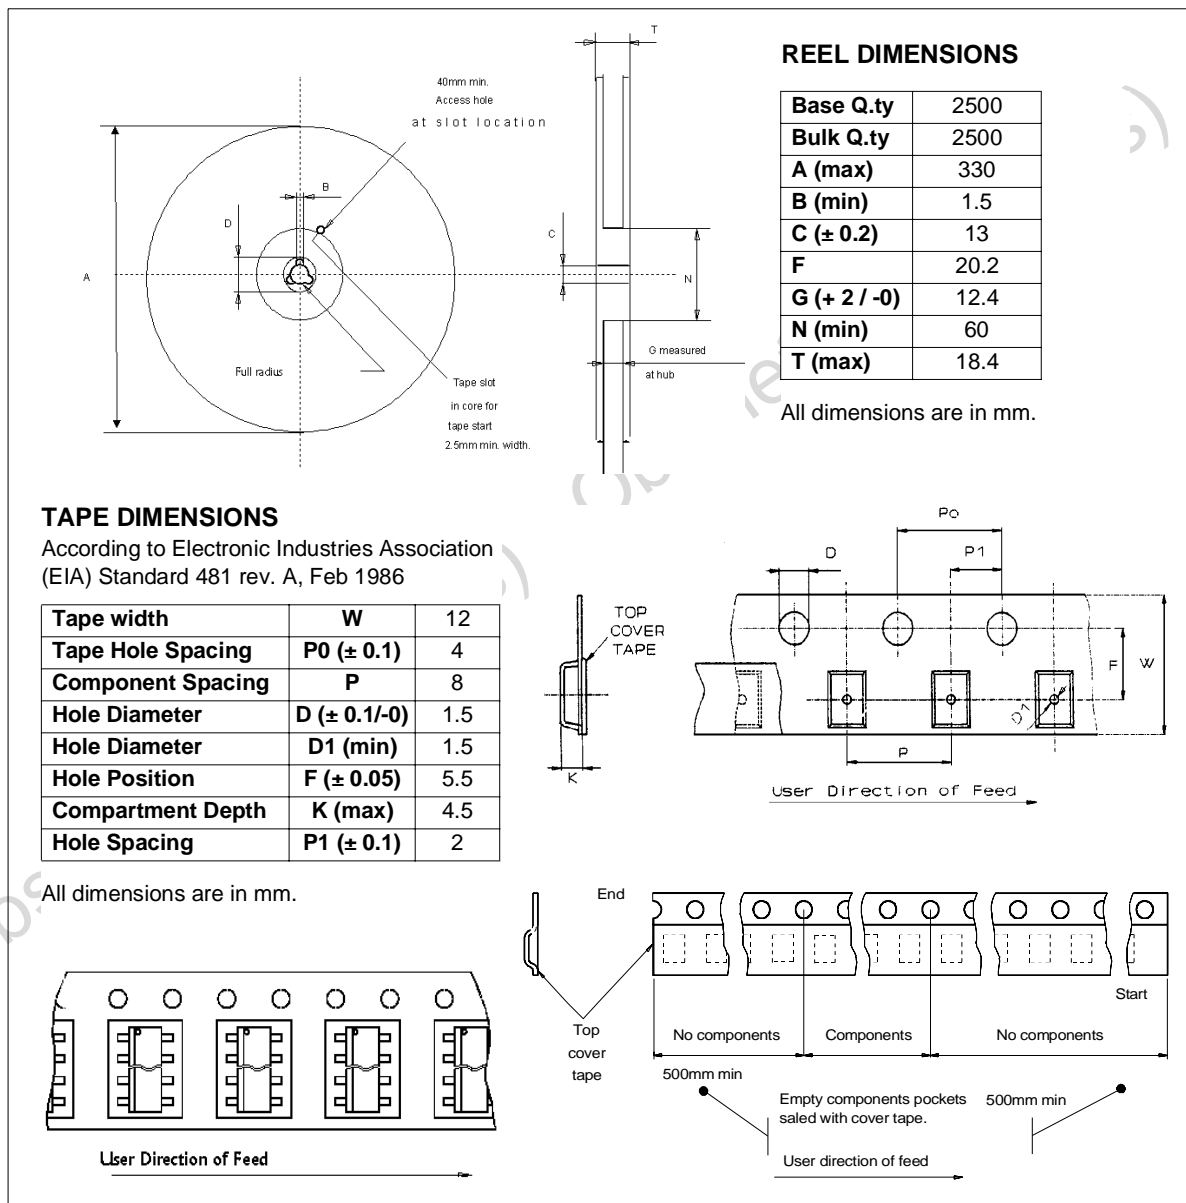 T
REEL DIMENSIONS
40mm min.
Access hole
at slot location
Base Q.ty 2500
Bulk Q.ty 2500
A (max) 330
B (min) 1.5
C (± 0.2) 13
F 20.2
G (+ 2 / -0) 12.4
N (min) 60
T (max) 18.4
B
D
C
A
N
G measured
at hub
Full radius
Tape slot
in core for
tape start
2.5mm min. width.
All dimensions are in mm.
TAPE DIMENSIONS
According to Electronic Industries Association
(EIA) Standard 481 rev. A, Feb 1986
Tape width W 12
Tape Hole Spacing P0 (± 0.1) 4
Component Spacing P 8
Hole Diameter D (± 0.1/-0) 1.5
Hole Diameter D1 (min) 1.5
Hole Position F (± 0.05) 5.5
Compartment Depth K (max) 4.5
Hole Spacing P1 (± 0.1) 2
All dimensions are in mm.
Po
D
P1
TOP
COVER
TAPE
F
W
D1
P
K
User Direction of Feed
End
Start
Top
cover
tape
No components
Components
No components
500mm min
Empty components pockets
saled with cover tape.
500mm min
User direction of feed
User Direction of Feed